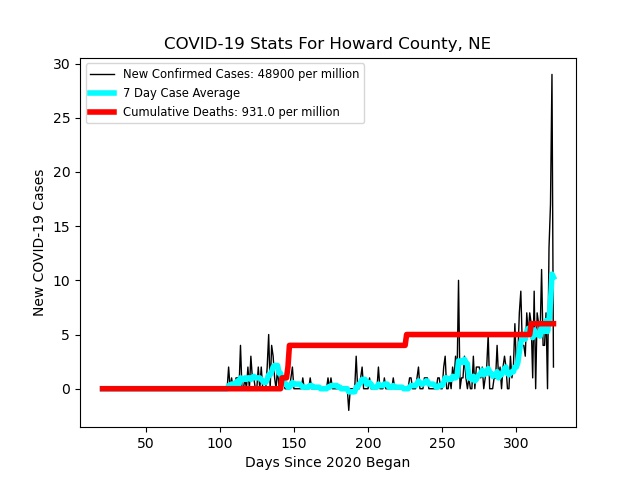 COVID-19 Stats For Howard County, NE
New Confirmed Cases: 48900 per million
7 Day Case Average
Cumulative Deaths: 931.0 per million
New COVID-19 Cases
30
25
20
15
10
5
0
50 100 150 200 250 300
Days Since 2020 Began